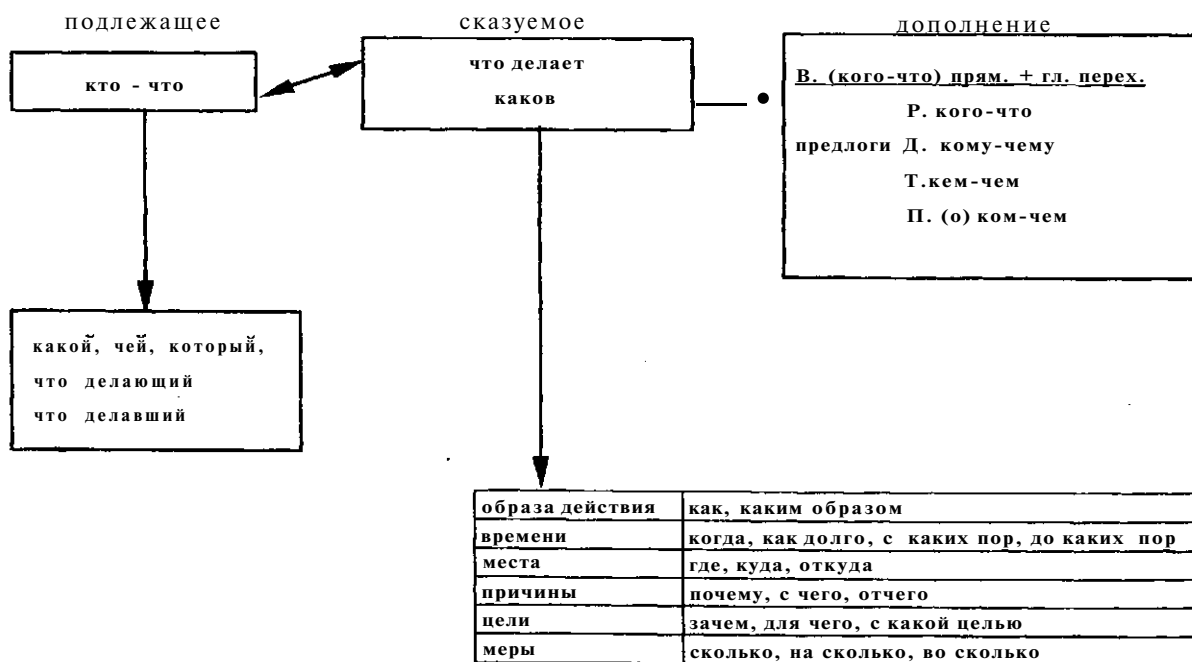 подлежащее
сказуемое
дополнение
кто - что
что делает
каков
В. (кого-что) прям. + гл. перех.
Р. кого-что
предлоги Д. кому-чему
Т.кем-чем
П. (о) ком-чем
какой, чей, который,
что делающий
что делавший
образа действия как, каким образом
времени когда, как долго, с каких пор, до каких пор
места где, куда, откуда
причины почему, с чего, отчего
цели зачем, для чего, с какой целью
меры сколько, на сколько, во сколько